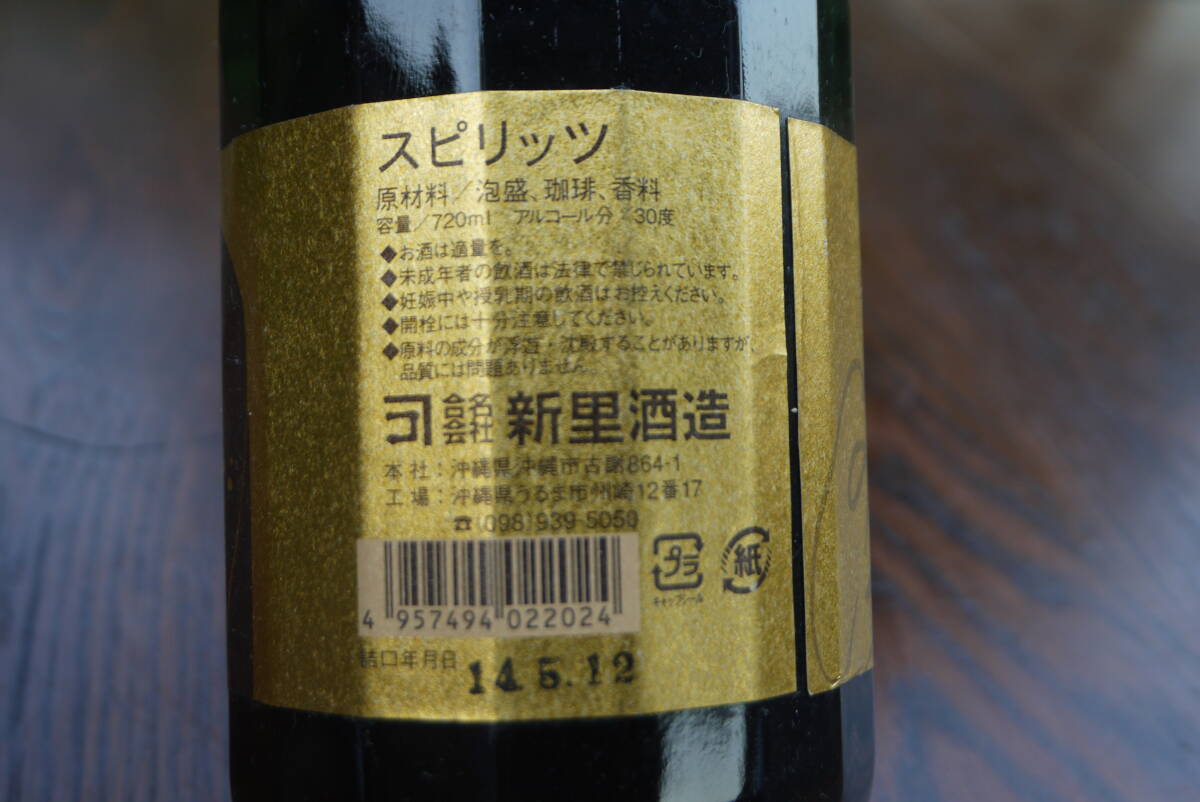 スピリッツ
原材料/泡盛、珈琲、香料
容量/720ml アルコール分/30度
◆お酒は適量を。
◆未成年者の飲酒は法律で禁じられています。
◆妊娠中や授乳期の飲酒はお控えください。
◆開栓には十分注意してください。
◆原料の成分が浮遊・沈殿することがありますが、
品質には問題ありません。
合名会社 新里酒造
本社:沖縄県沖縄市古謝864-1
工場:沖縄県うるま市州崎12番17
☎(098)939-5050
プラ
キャップシール
紙
4 957494 022024
詰口年月日 14.5.12